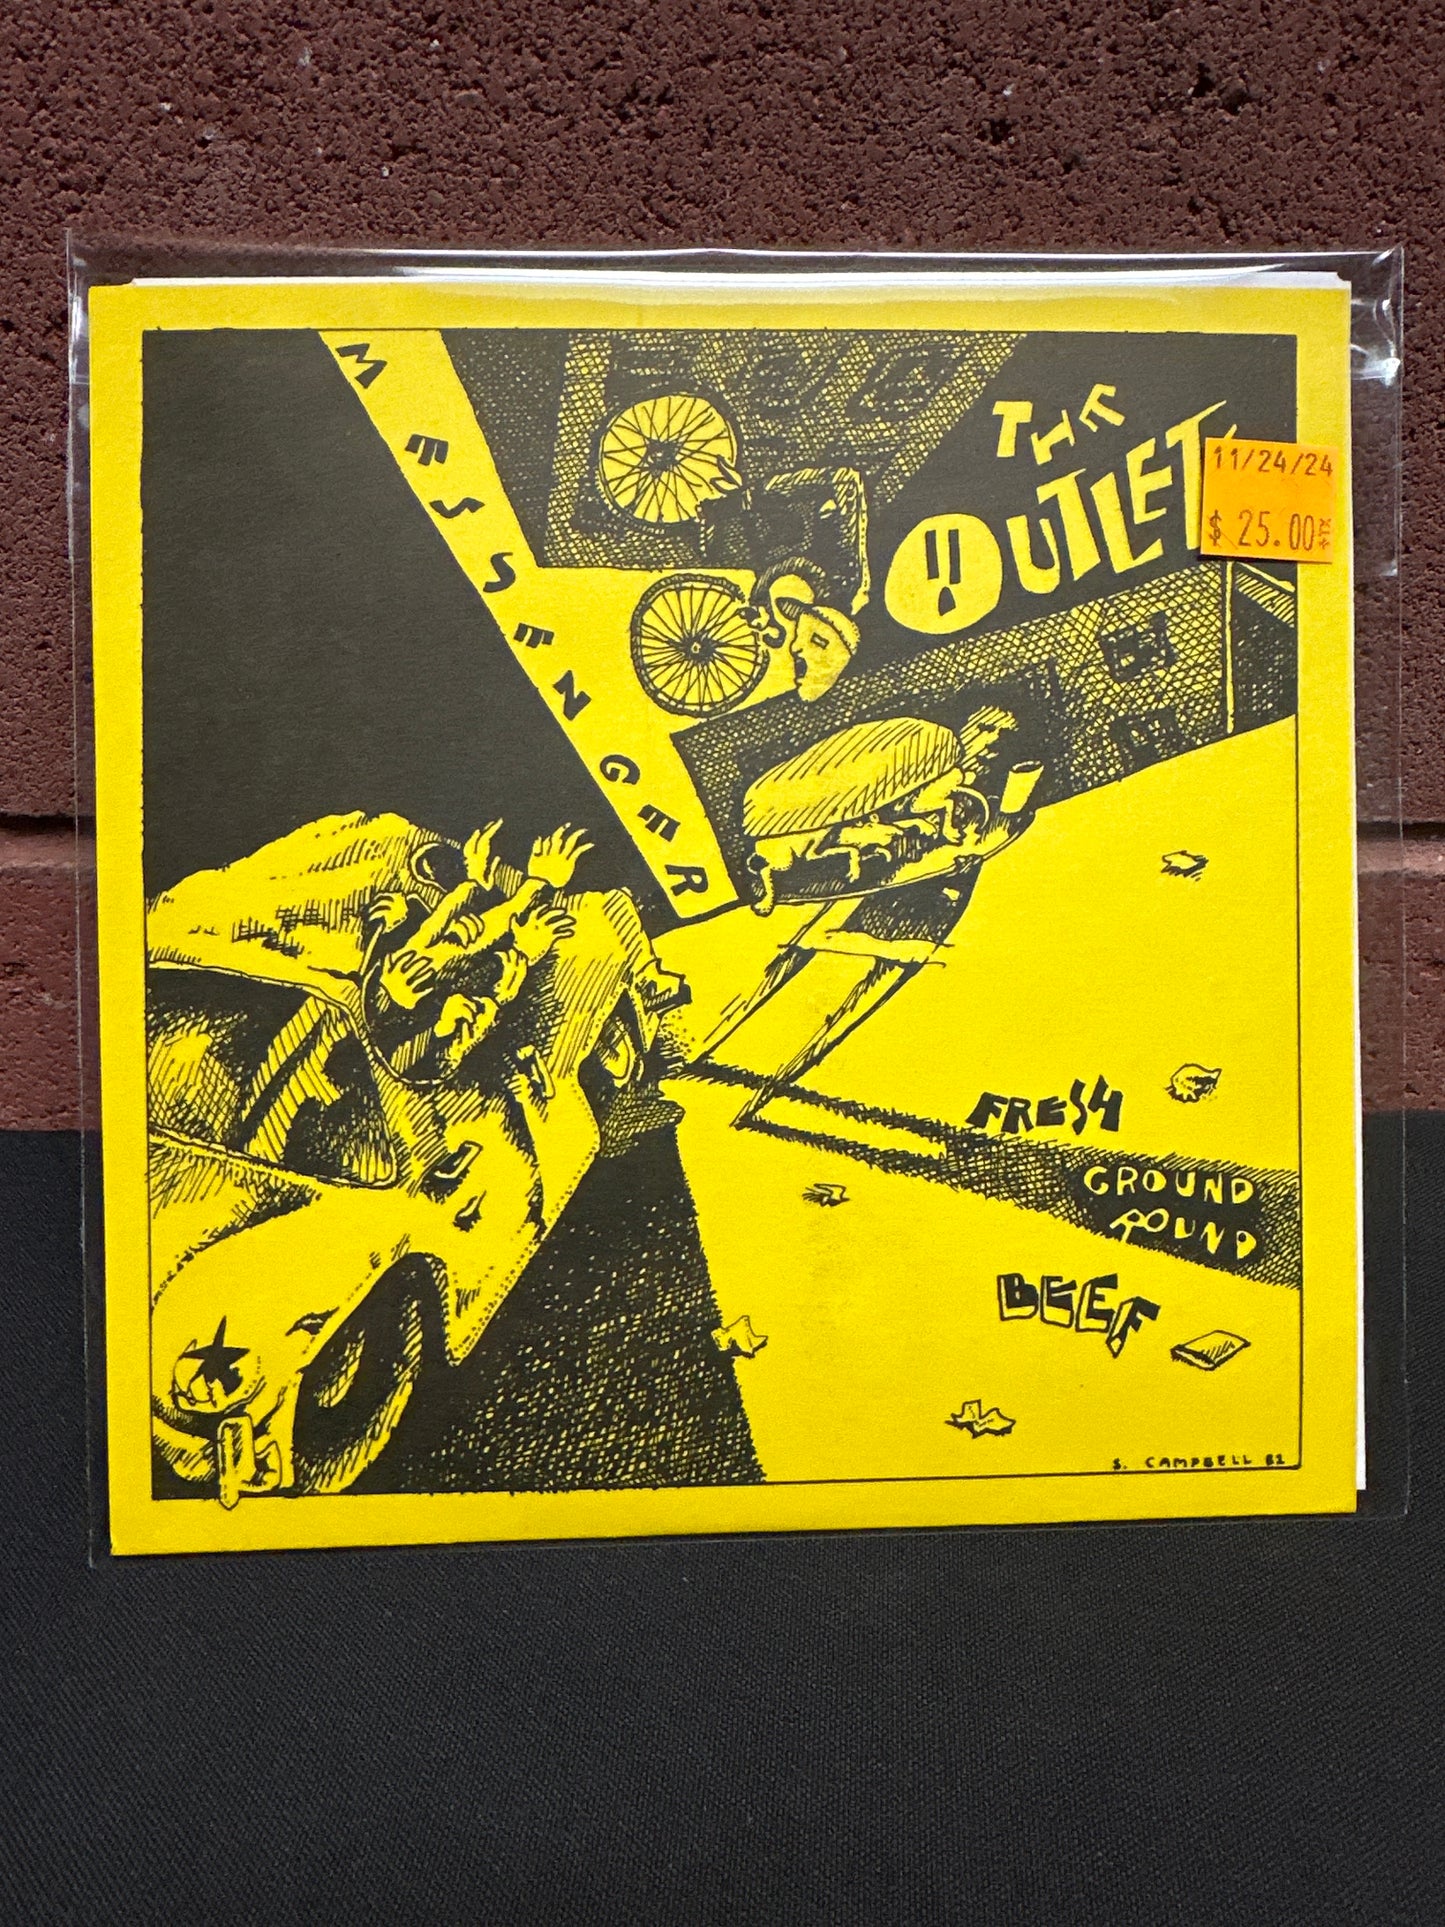 MESSENGER
THE
OUTLETS
11/24/24
$ 25.00
FRESH
GROUND
ROUND
BEEF
S. CAMPBELL 81